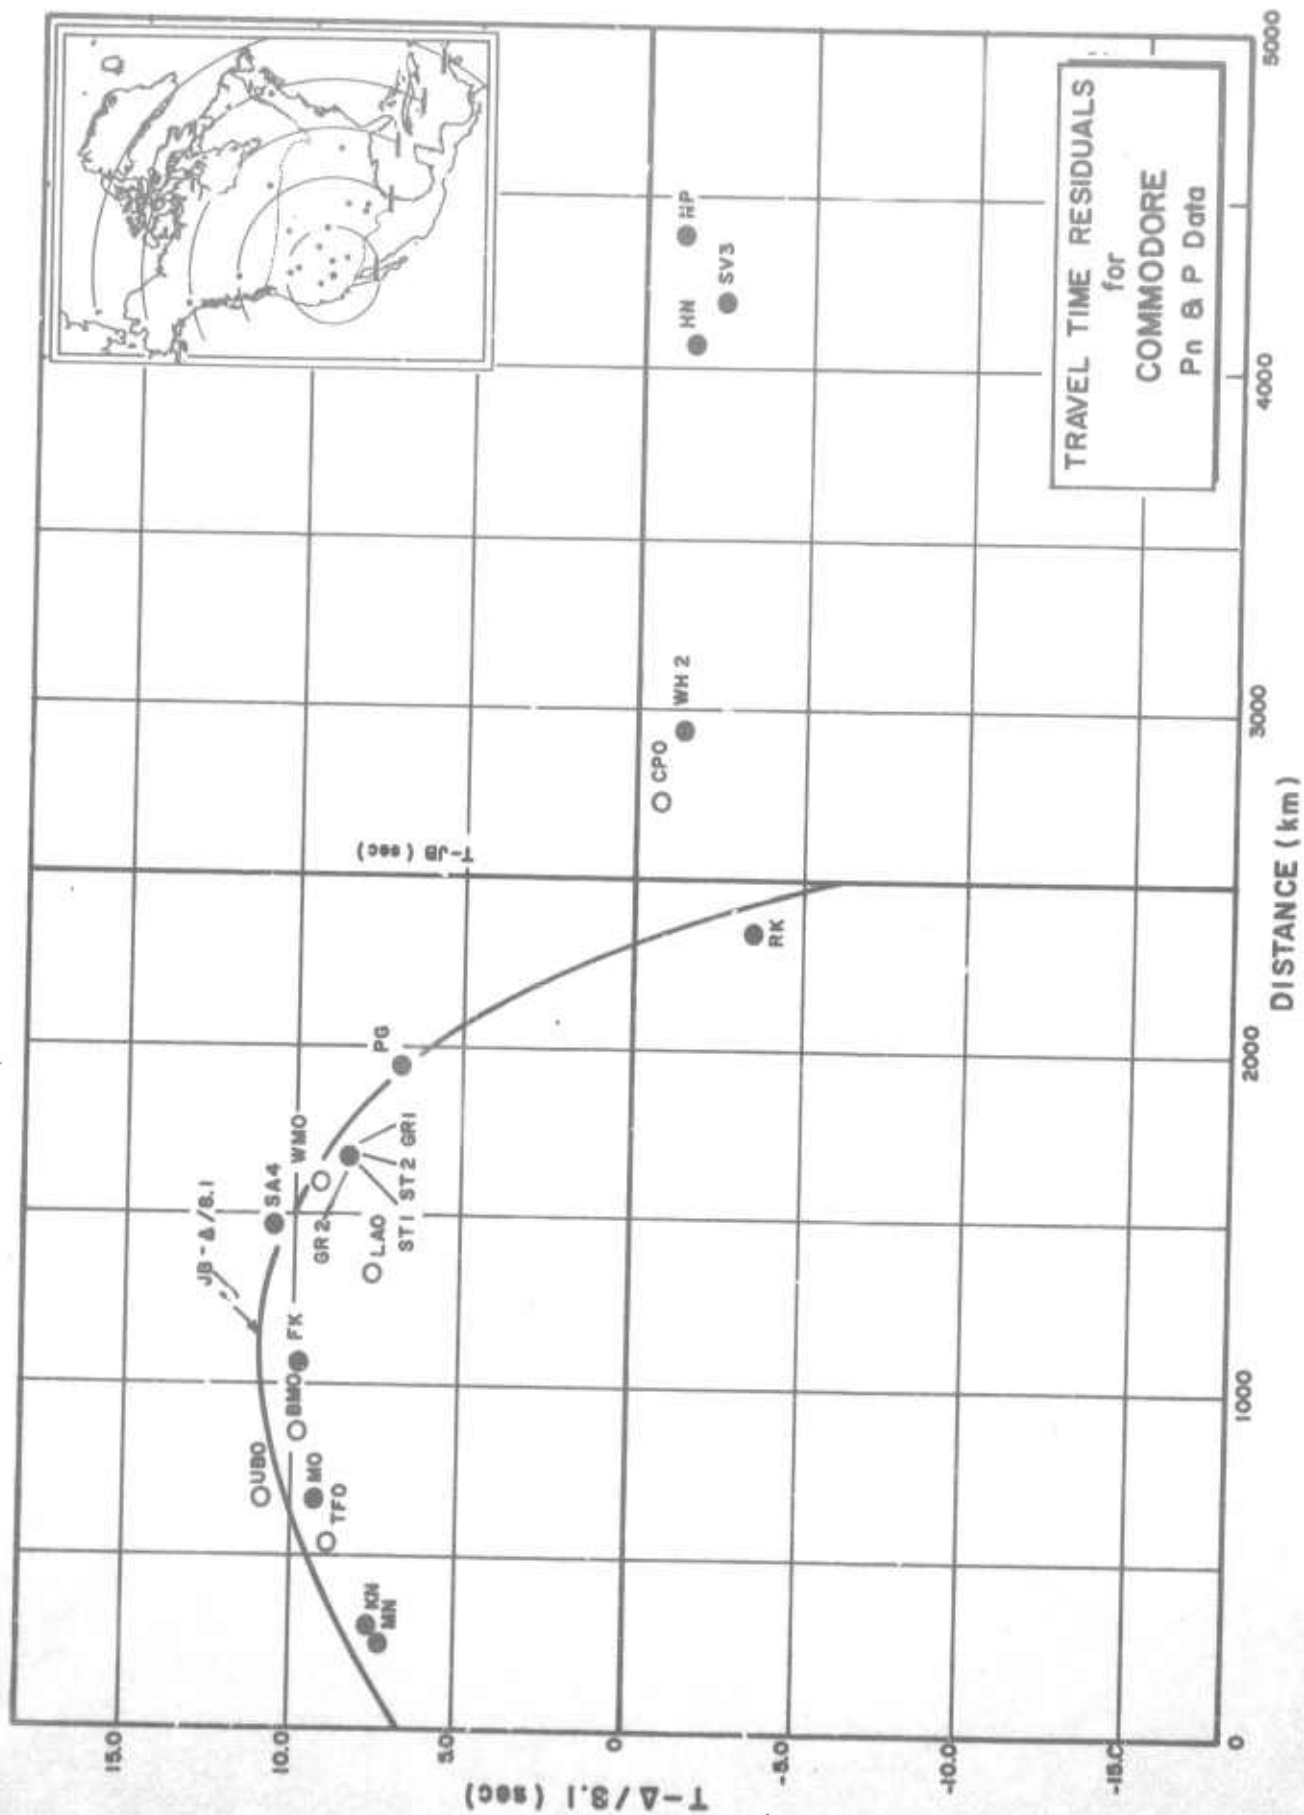 TRAVEL TIME RESIDUALS
for
COMMODORE
Pn & P Data
T-Δ/8.1 (sec)
15.0
10.0
5.0
0
-5.0
-10.0
-15.0
JB-Δ/8.1
T-JB (sec)
KN
MN
TFO
MO
UBO
BMO
FK
LAO
SA4
WMO
GR2
ST1 ST2 GR1
PG
RK
CPO
WH2
HN
SV3
HP
0
1000
2000
3000
4000
5000
DISTANCE (km)